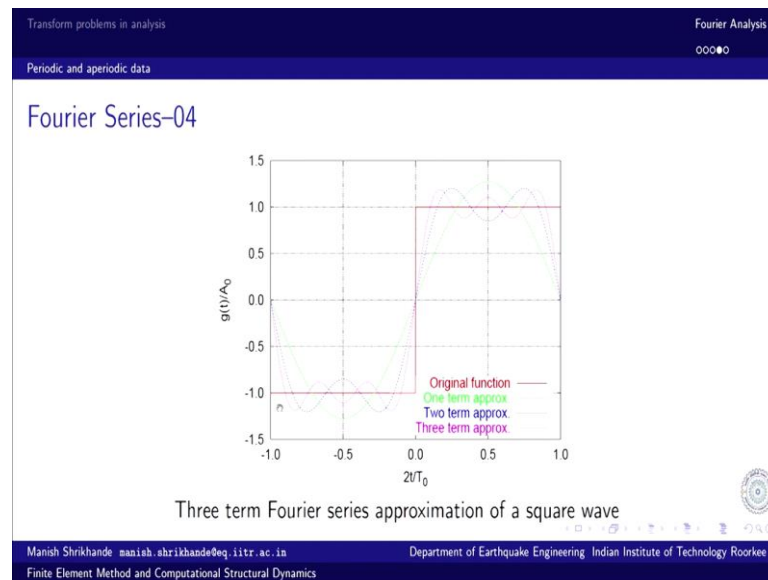 Transform problems in analysis
Fourier Analysis
Periodic and aperiodic data
Fourier Series–04
1.5
1.0
0.5
0.0
-0.5
-1.0
-1.5
g(t)/A₀
Original function
One term approx.
Two term approx.
Three term approx.
-1.0 -0.5 0.0 0.5 1.0
2t/T₀
Three term Fourier series approximation of a square wave
Manish Shrikhande manish.shrikhande@eq.iitr.ac.in Department of Earthquake Engineering Indian Institute of Technology Roorkee
Finite Element Method and Computational Structural Dynamics